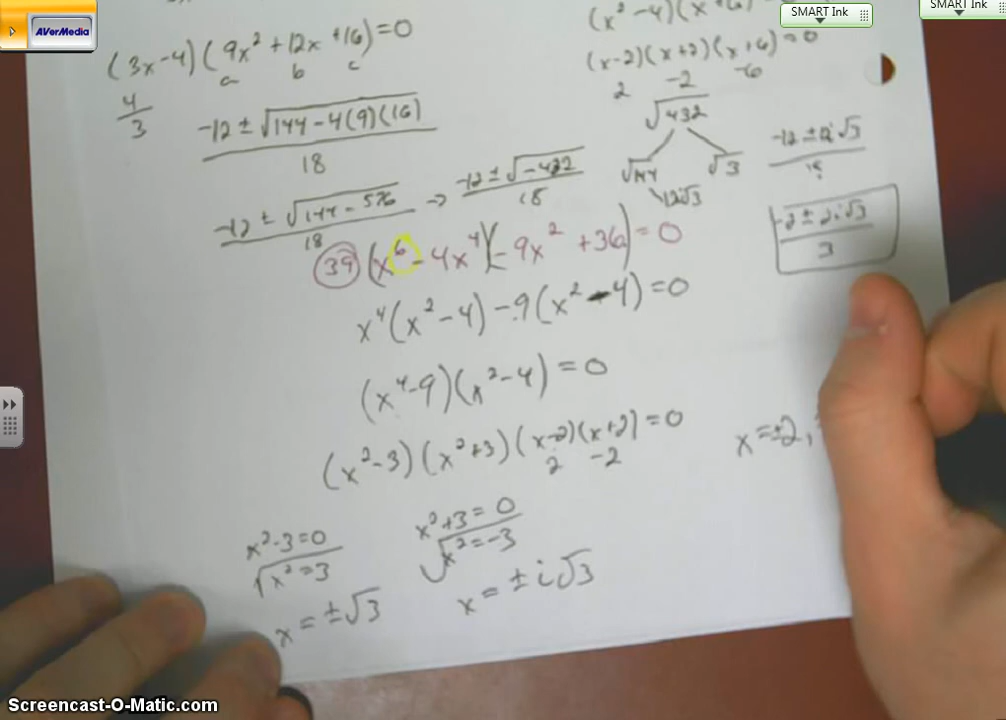 AVerMedia
SMART Ink
SMART Ink
(3x-4)(9x² + 12x + 16)=0
a b c
4/3
-12 ± √144 - 4(9)(16)
18
-12 ± √144 - 576
18
→ -12 ± √-432
18
(x-2)(x+2)(x+6)=0
2 -2 -6
√432
√144 √3
12i√3
-12 ± 12i√3
18
-2 ± 2i√3
3
39 (x⁶ - 4x⁴)(-9x² + 36) = 0
x⁴(x² - 4) - 9(x² - 4) = 0
(x⁴-9)(x²-4) = 0
(x²-3)(x²+3)(x-2)(x+2) = 0
2 -2
x = ±2,
x²-3=0
√x²=3
x = ±√3
x²+3=0
√x²=-3
x = ±i√3
Screencast-O-Matic.com